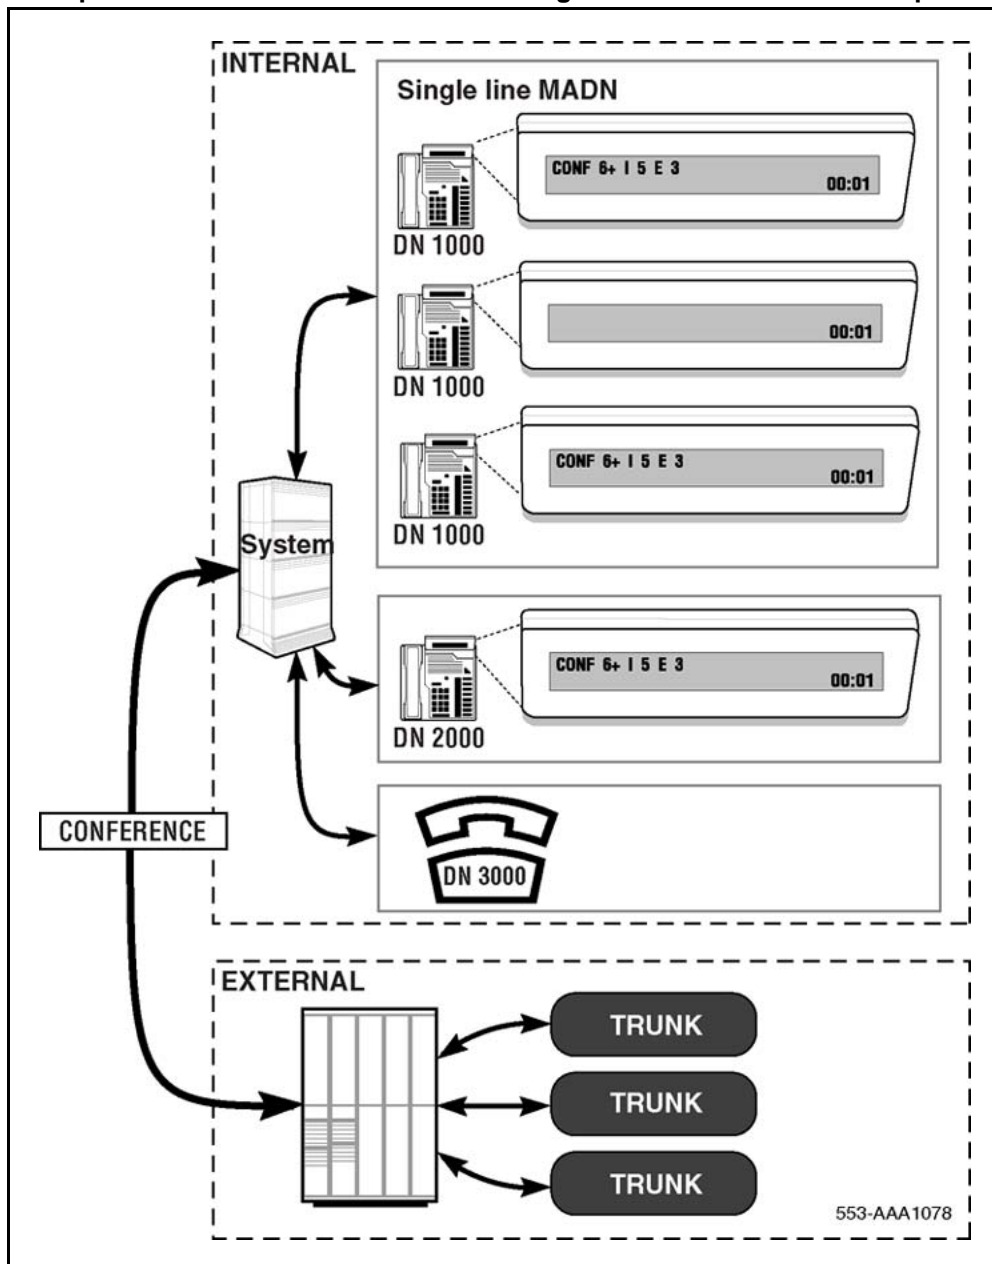 INTERNAL
Single line MADN
CONF 6+ I 5 E 3
00:01
DN 1000
00:01
DN 1000
CONF 6+ I 5 E 3
00:01
DN 1000
System
CONF 6+ I 5 E 3
00:01
DN 2000
CONFERENCE
DN 3000
EXTERNAL
TRUNK
TRUNK
TRUNK
553-AAA1078